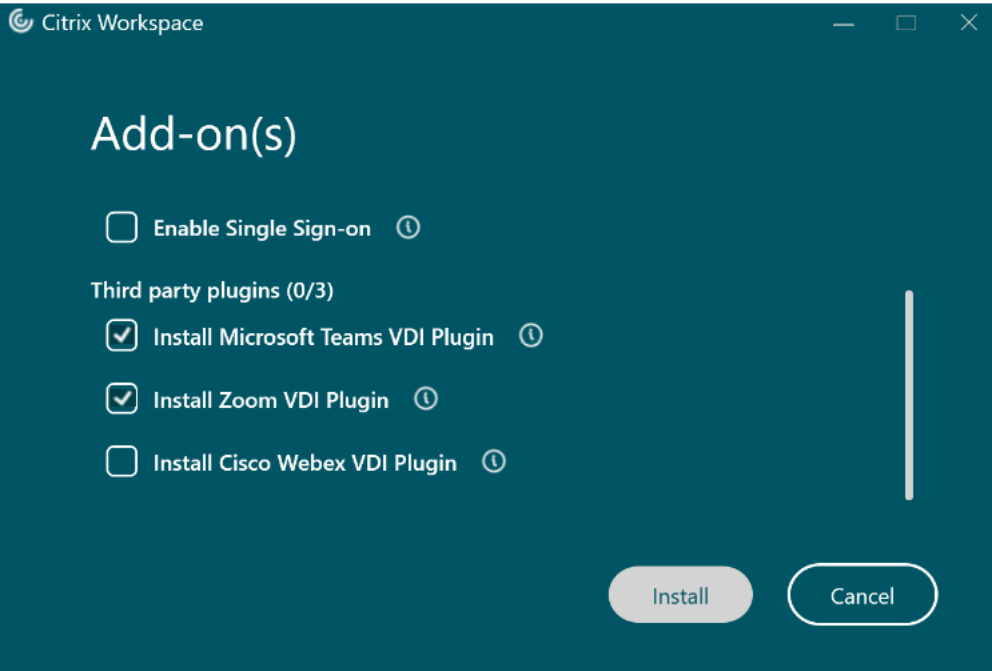 Citrix Workspace
Add-on(s)
Enable Single Sign-on
Third party plugins (0/3)
Install Microsoft Teams VDI Plugin
Install Zoom VDI Plugin
Install Cisco Webex VDI Plugin
Install Cancel